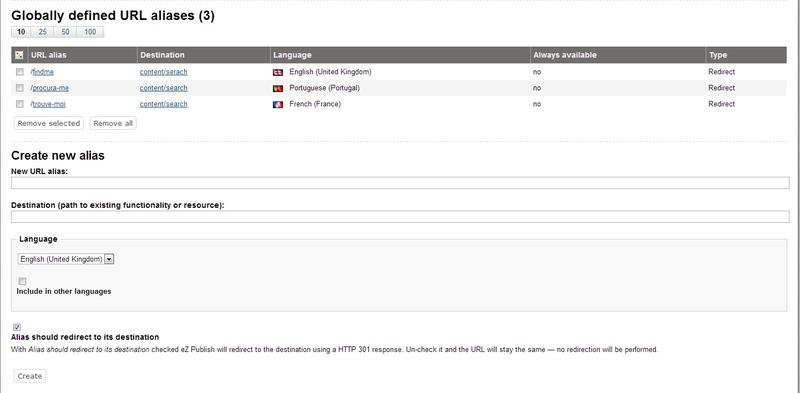 Globally defined URL aliases (3)
10 25 50 100
URL alias Destination Language Always available Type
/findme content/serach English (United Kingdom) no Redirect
/procura-me content/search Portuguese (Portugal) no Redirect
/trouve-moi content/search French (France) no Redirect
Remove selected Remove all
Create new alias
New URL alias:
Destination (path to existing functionality or resource):
Language
English (United Kingdom)
Include in other languages
Alias should redirect to its destination
With Alias should redirect to its destination checked eZ Publish will redirect to the destination using a HTTP 301 response. Un-check it and the URL will stay the same — no redirection will be performed.
Create